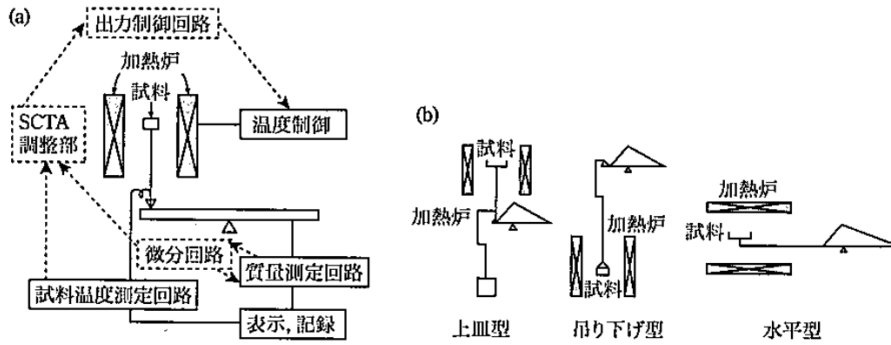 (a)
出力制御回路
加熱炉
試料
SCTA
調整部
温度制御
微分回路
質量測定回路
試料温度測定回路
表示，記録
(b)
試料
加熱炉
上皿型
加熱炉
試料
吊り下げ型
加熱炉
試料
水平型